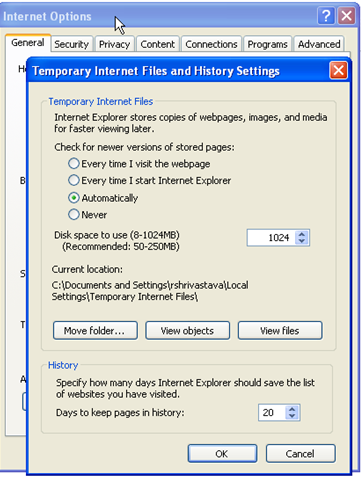 Internet Options
General Security Privacy Content Connections Programs Advanced
Temporary Internet Files and History Settings
Temporary Internet Files
Internet Explorer stores copies of webpages, images, and media
for faster viewing later.
Check for newer versions of stored pages:
Every time I visit the webpage
Every time I start Internet Explorer
Automatically
Never
Disk space to use (8-1024MB)
1024
(Recommended: 50-250MB)
Current location:
C:\Documents and Settings\rshrivastava\Local
Settings\Temporary Internet Files\
Move folder... View objects View files
History
Specify how many days Internet Explorer should save the list
of websites you have visited.
Days to keep pages in history: 20
OK Cancel